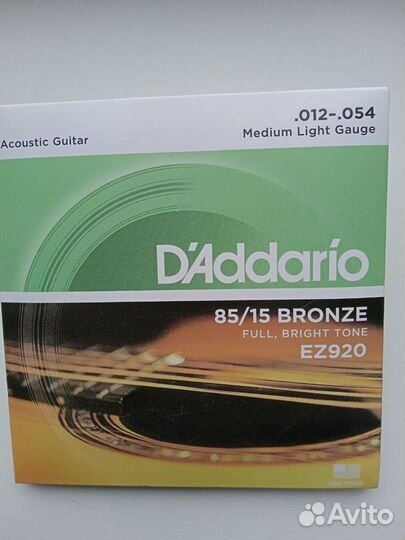 .012-.054
Medium Light Gauge
Acoustic Guitar
D'Addario
85/15 BRONZE
FULL, BRIGHT TONE
EZ920
USA MADE
Avito